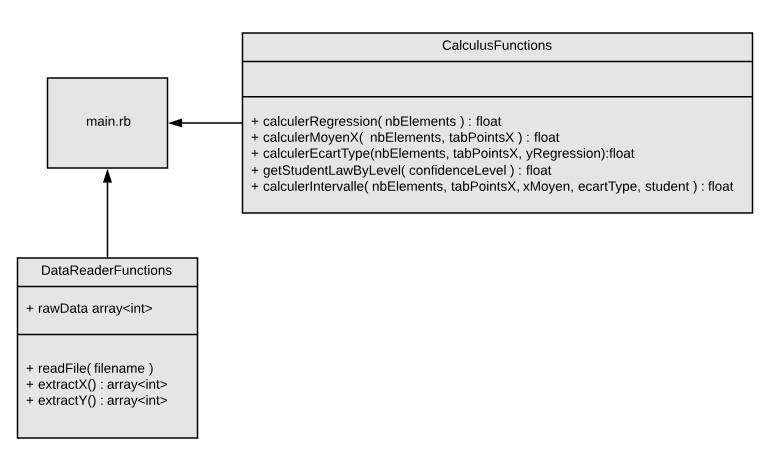 CalculusFunctions
main.rb
+ calculerRegression( nbElements ) : float
+ calculerMoyenX(  nbElements, tabPointsX ) : float
+ calculerEcartType(nbElements, tabPointsX, yRegression):float
+ getStudentLawByLevel( confidenceLevel ) : float
+ calculerIntervalle( nbElements, tabPointsX, xMoyen, ecartType, student ) : float
DataReaderFunctions
+ rawData array<int>
+ readFile( filename )
+ extractX() : array<int>
+ extractY() : array<int>